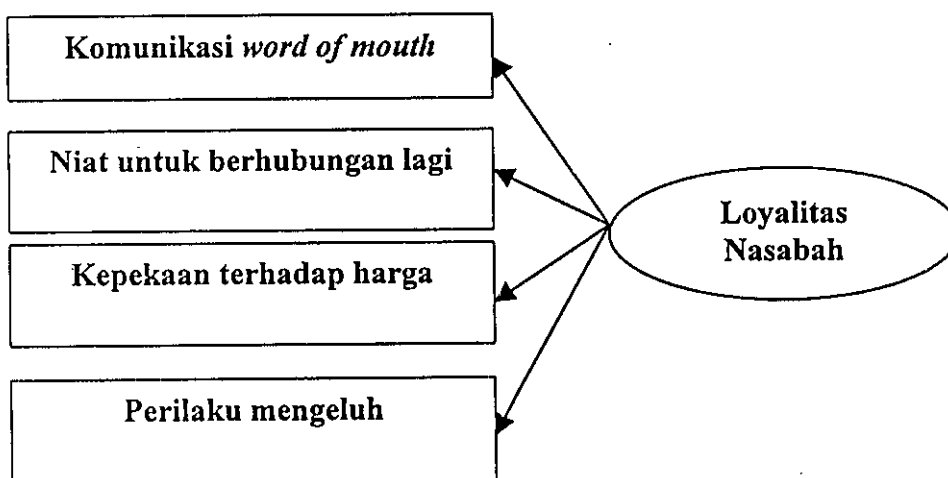 Komunikasi word of mouth
Niat untuk berhubungan lagi
Kepekaan terhadap harga
Perilaku mengeluh
Loyalitas
Nasabah